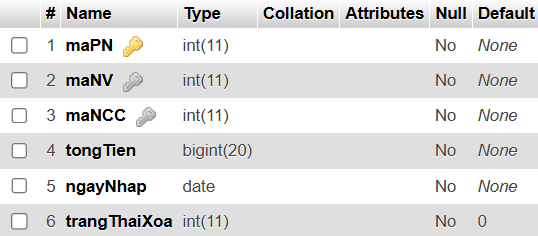 # Name Type Collation Attributes Null Default
1 maPN int(11) No None
2 maNV int(11) No None
3 maNCC int(11) No None
4 tongTien bigint(20) No None
5 ngayNhap date No None
6 trangThaiXoa int(11) No 0